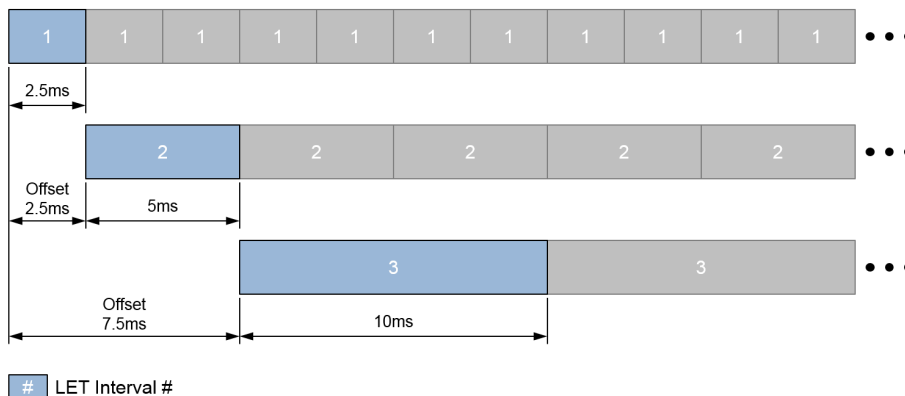 1 1 1 1 1 1 1 1 1 1 1
2.5ms
2 2 2 2 2
Offset
2.5ms
5ms
3 3
Offset
7.5ms
10ms
# LET Interval #